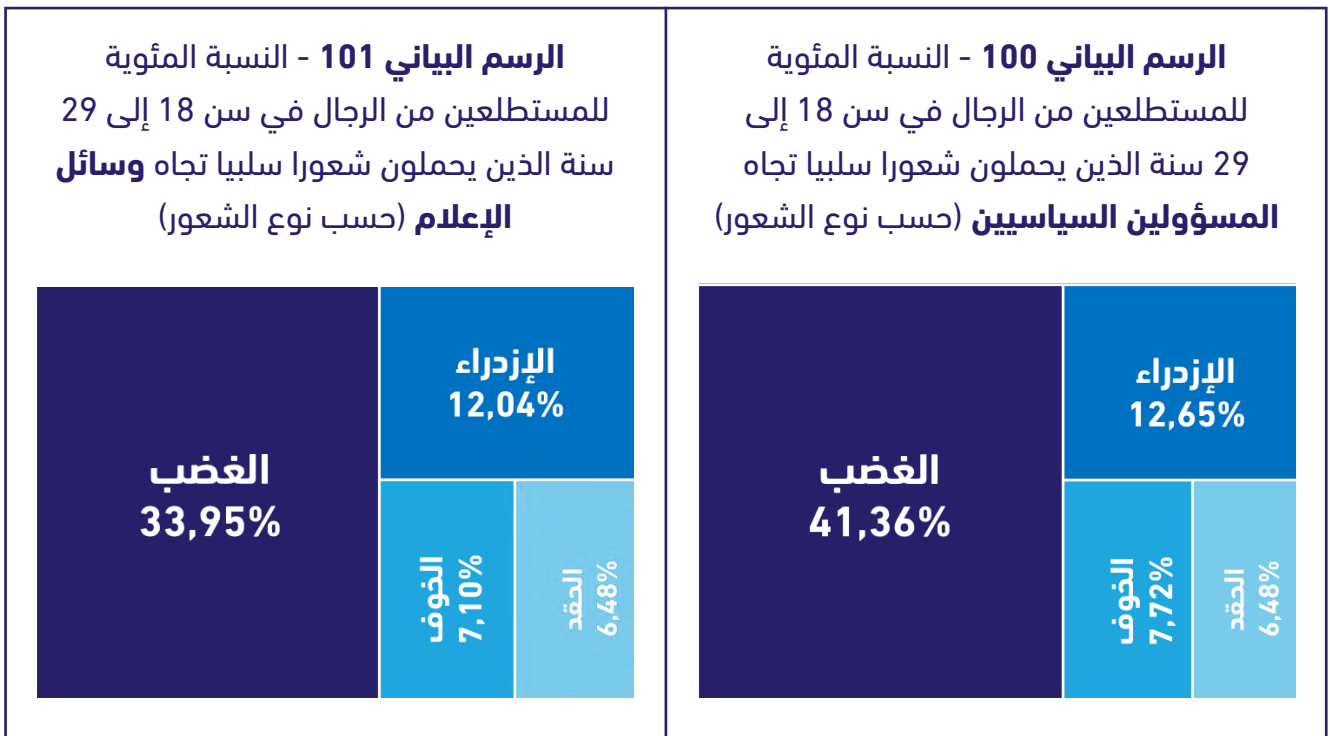 الرسم البياني 100 - النسبة المئوية
للمستطلعين من الرجال في سن 18 إلى
29 سنة الذين يحملون شعورا سلبيا تجاه
المسؤولين السياسيين (حسب نوع الشعور)
الإزدراء
12,65%
الغضب
41,36%
الخوف
7,72%
الحقد
6,48%
الرسم البياني 101 - النسبة المئوية
للمستطلعين من الرجال في سن 18 إلى 29
سنة الذين يحملون شعورا سلبيا تجاه وسائل
الإعلام (حسب نوع الشعور)
الإزدراء
12,04%
الغضب
33,95%
الخوف
7,10%
الحقد
6,48%